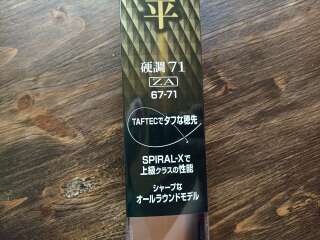 平
硬調 71
ZA
67-71
TAFTECでタフな穂先
SPIRAL-Xで
上級クラスの性能
シャープな
オールラウンドモデル